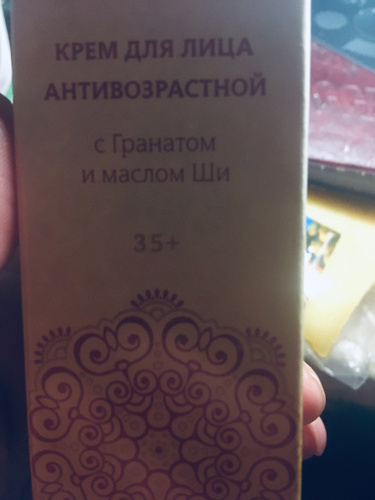 КРЕМ ДЛЯ ЛИЦА
АНТИВОЗРАСТНОЙ
с Гранатом
и маслом Ши
35+